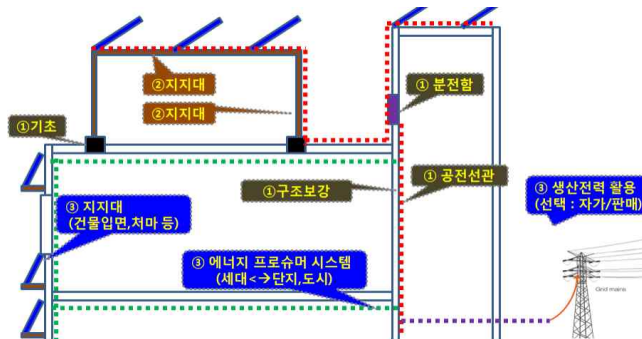 ②지지대
②지지대
① 분전함
①기초
①구조보강
① 공전선관
③ 생산전력 활용
(선택 : 자가/판매)
③ 지지대
(건물입면,처마 등)
③ 에너지 프로슈머 시스템
(세대<→단지,도시)
Grid mains